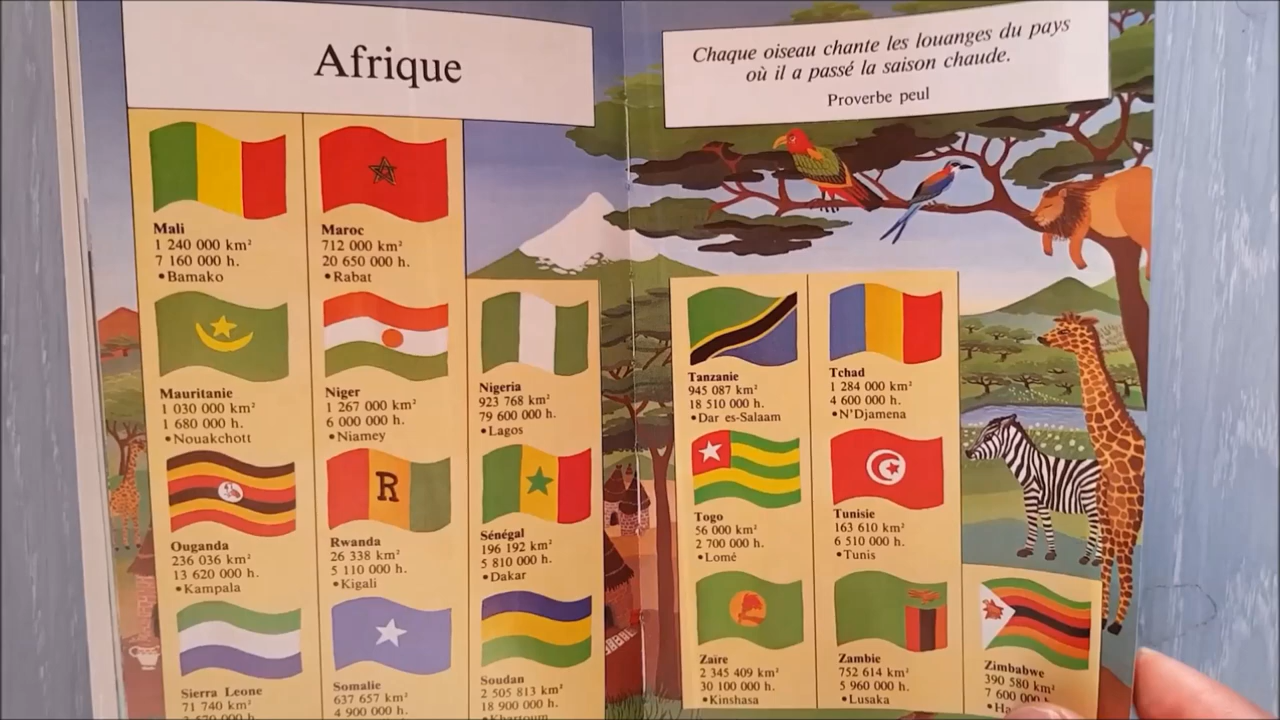 Afrique
Mali
1 240 000 km²
7 160 000 h.
•Bamako
Maroc
712 000 km²
20 650 000 h.
•Rabat
Mauritanie
1 030 000 km²
1 680 000 h.
•Nouakchott
Niger
1 267 000 km²
6 000 000 h.
•Niamey
Nigeria
923 768 km²
79 600 000 h.
•Lagos
Ouganda
236 036 km²
13 620 000 h.
•Kampala
R
Rwanda
26 338 km²
5 110 000 h.
•Kigali
Sénégal
196 192 km²
5 810 000 h.
•Dakar
Sierra Leone
71 740 km²
Somalie
637 657 km²
4 900 000 h.
Soudan
2 505 813 km²
18 900 000 h.
•Khartoum
Chaque oiseau chante les louanges du pays
où il a passé la saison chaude.
Proverbe peul
Tanzanie
945 087 km²
18 510 000 h.
•Dar es-Salaam
Tchad
1 284 000 km²
4 600 000 h.
•N'Djamena
Togo
56 000 km²
2 700 000 h.
•Lomé
Tunisie
163 610 km²
6 510 000 h.
•Tunis
Zaïre
2 345 409 km²
30 100 000 h.
•Kinshasa
Zambie
752 614 km²
5 960 000 h.
•Lusaka
Zimbabwe
390 580 km²
7 600 000 h.